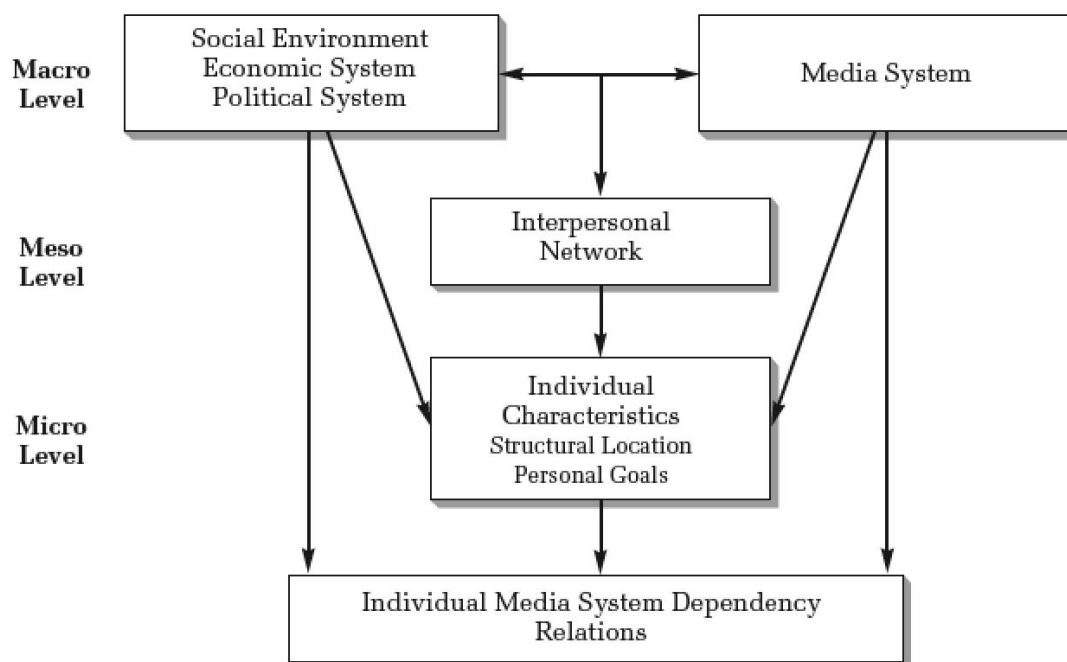 Macro
Level
Social Environment
Economic System
Political System
Media System
Meso
Level
Interpersonal
Network
Micro
Level
Individual
Characteristics
Structural Location
Personal Goals
Individual Media System Dependency
Relations